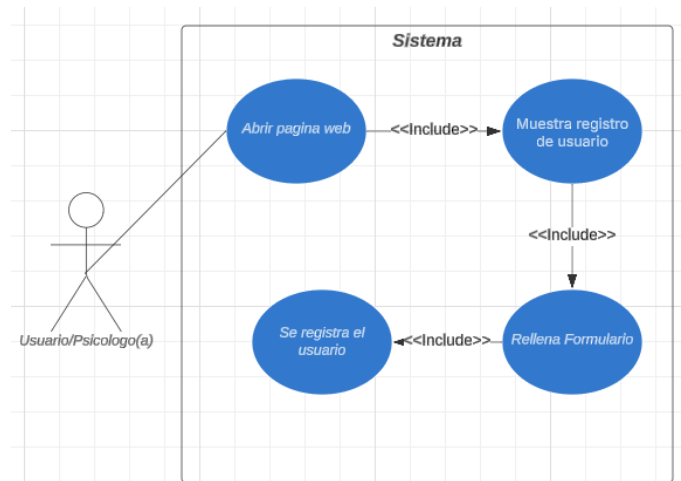 Sistema
Abrir pagina web
<<Include>>
Muestra registro
de usuario
<<Include>>
Usuario/Psicologo(a)
Se registra el
usuario
<<Include>>
Rellena Formulario